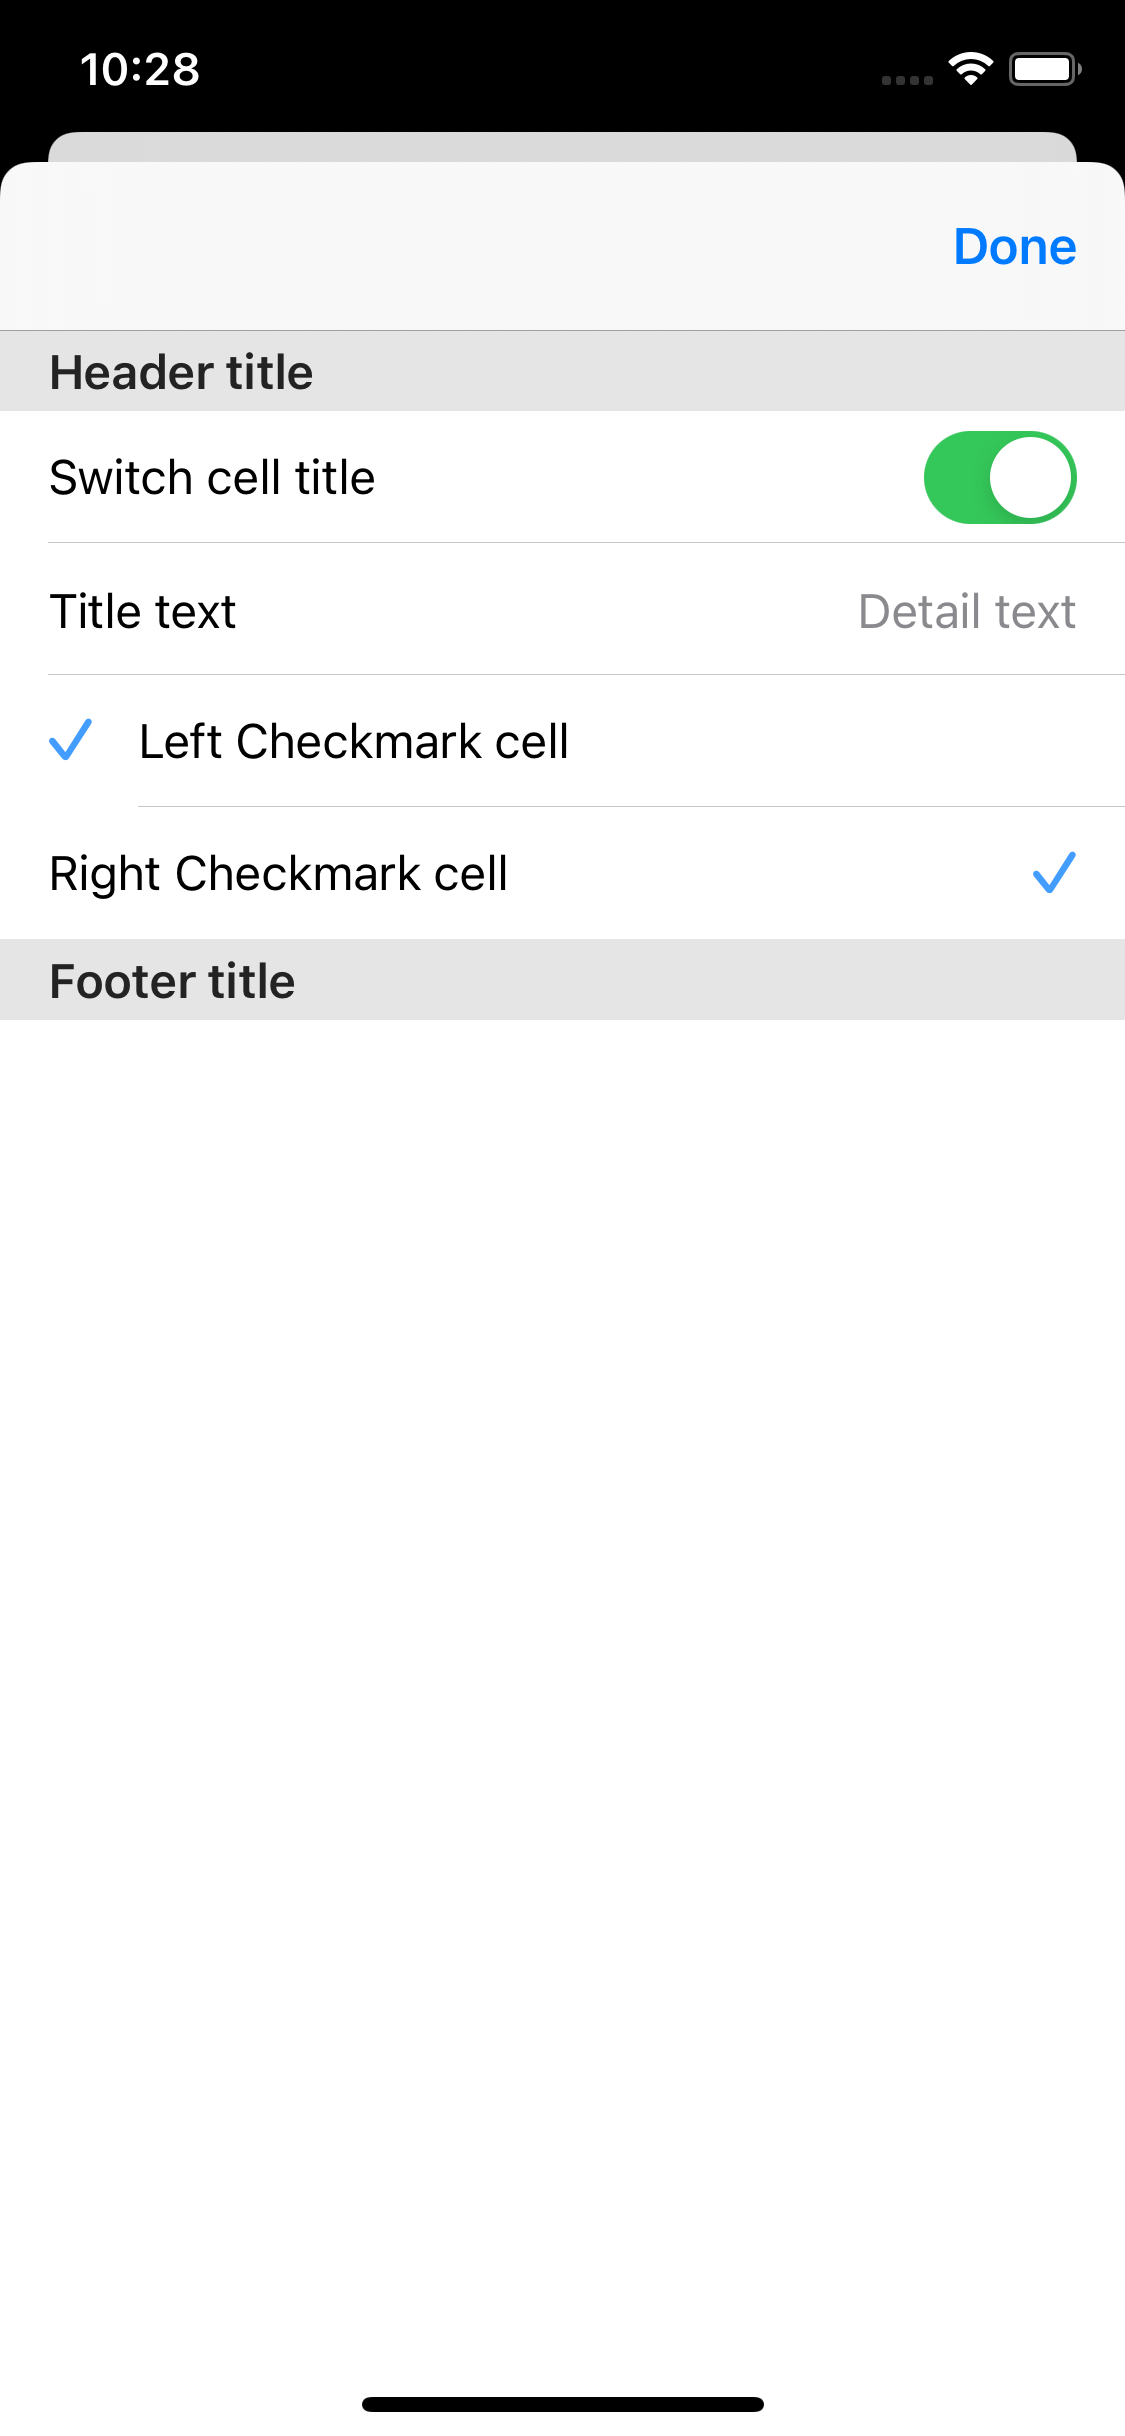 10:28
Done
Header title
Switch cell title
Title text Detail text
Left Checkmark cell
Right Checkmark cell
Footer title